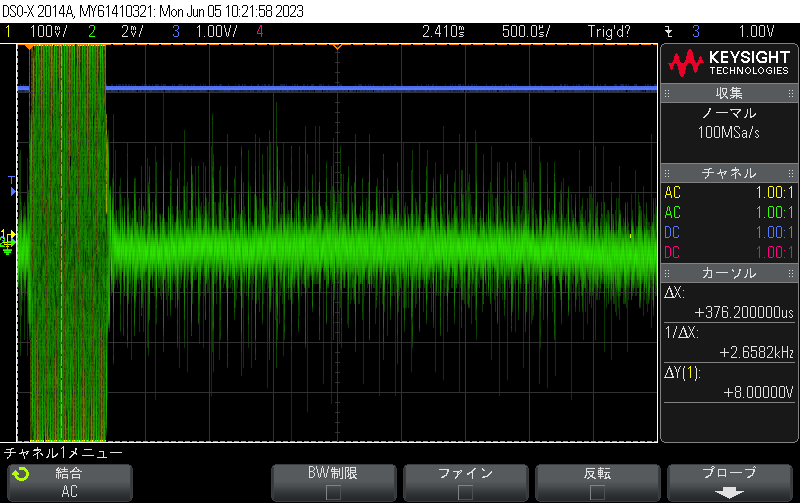 DSO-X 2014A, MY61410321: Mon Jun 05 10:21:58 2023
1 100mV/ 2 2mV/ 3 1.00V/ 4 2.410ms 500.0us/ Trig'd? 3 1.00V
KEYSIGHT
TECHNOLOGIES
収集
ノーマル
100MSa/s
チャネル
AC 1.00:1
AC 1.00:1
DC 1.00:1
DC 1.00:1
カーソル
ΔX:
+376.200000us
1/ΔX:
+2.6582kHz
ΔY(1):
+8.00000V
T
1
チャネル1メニュー
結合
AC
BW制限
ファイン
反転
プローブ